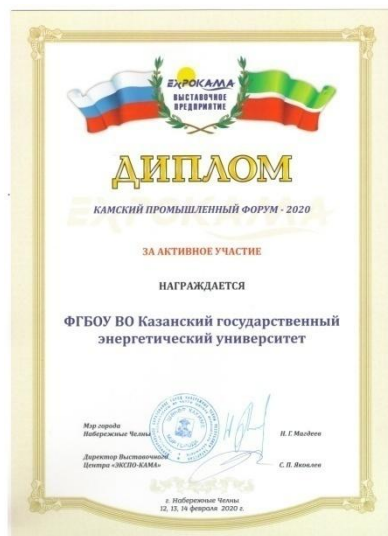 EXPOKAMA
ВЫСТАВОЧНОЕ
ПРЕДПРИЯТИЕ
ДИПЛОМ
КАМСКИЙ ПРОМЫШЛЕННЫЙ ФОРУМ - 2020
EXPOKAMA
ЗА АКТИВНОЕ УЧАСТИЕ
НАГРАЖДАЕТСЯ
ФГБОУ ВО Казанский государственный
энергетический университет
Мэр города
Набережные Челны
Н. Г. Магдеев
Директор Выставочного
Центра «ЭКСПО-КАМА»
С. П. Яковлев
г. Набережные Челны
12, 13, 14 февраля 2020 г.